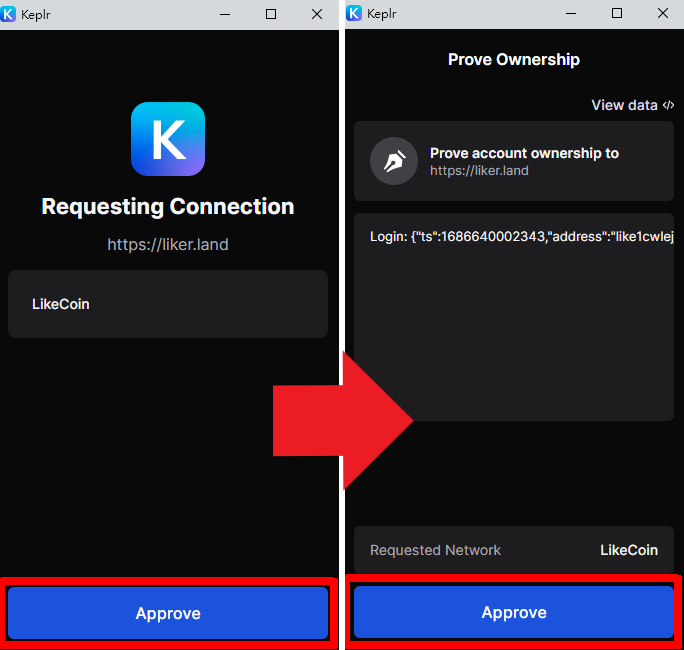 Keplr
K
Requesting Connection
https://liker.land
LikeCoin
Approve
Keplr
Prove Ownership
View data </>
Prove account ownership to
https://liker.land
Login: {"ts":1686640002343,"address":"like1cwlej
Requested Network
LikeCoin
Approve